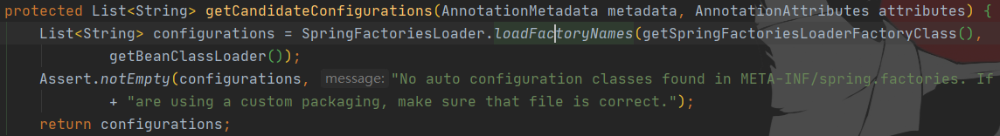 protected List<String> getCandidateConfigurations(AnnotationMetadata metadata, AnnotationAttributes attributes) {
List<String> configurations = SpringFactoriesLoader.loadFactoryNames(getSpringFactoriesLoaderFactoryClass(),
getBeanClassLoader());
Assert.notEmpty(configurations, message: "No auto configuration classes found in META-INF/spring.factories. If
+ "are using a custom packaging, make sure that file is correct.");
return configurations;